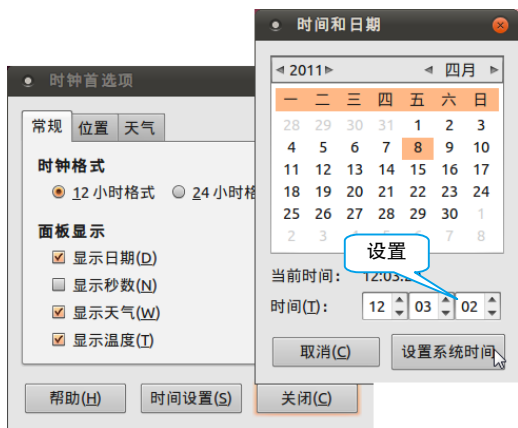 时钟首选项
常规 位置 天气
时钟格式
12 小时格式 24 小时格
面板显示
显示日期(D)
显示秒数(N)
显示天气(W)
显示温度(T)
帮助(H) 时间设置(S) 关闭(C)
时间和日期
2011 四月
一 二 三 四 五 六 日
28 29 30 31 1 2 3
4 5 6 7 8 9 10
11 12 13 14 15 16 17
18 19 20 21 22 23 24
25 26 27 28 29 30 1
2 3 7 8
设置
当前时间: 12:03:
时间(T): 12 03 02
取消(C) 设置系统时间